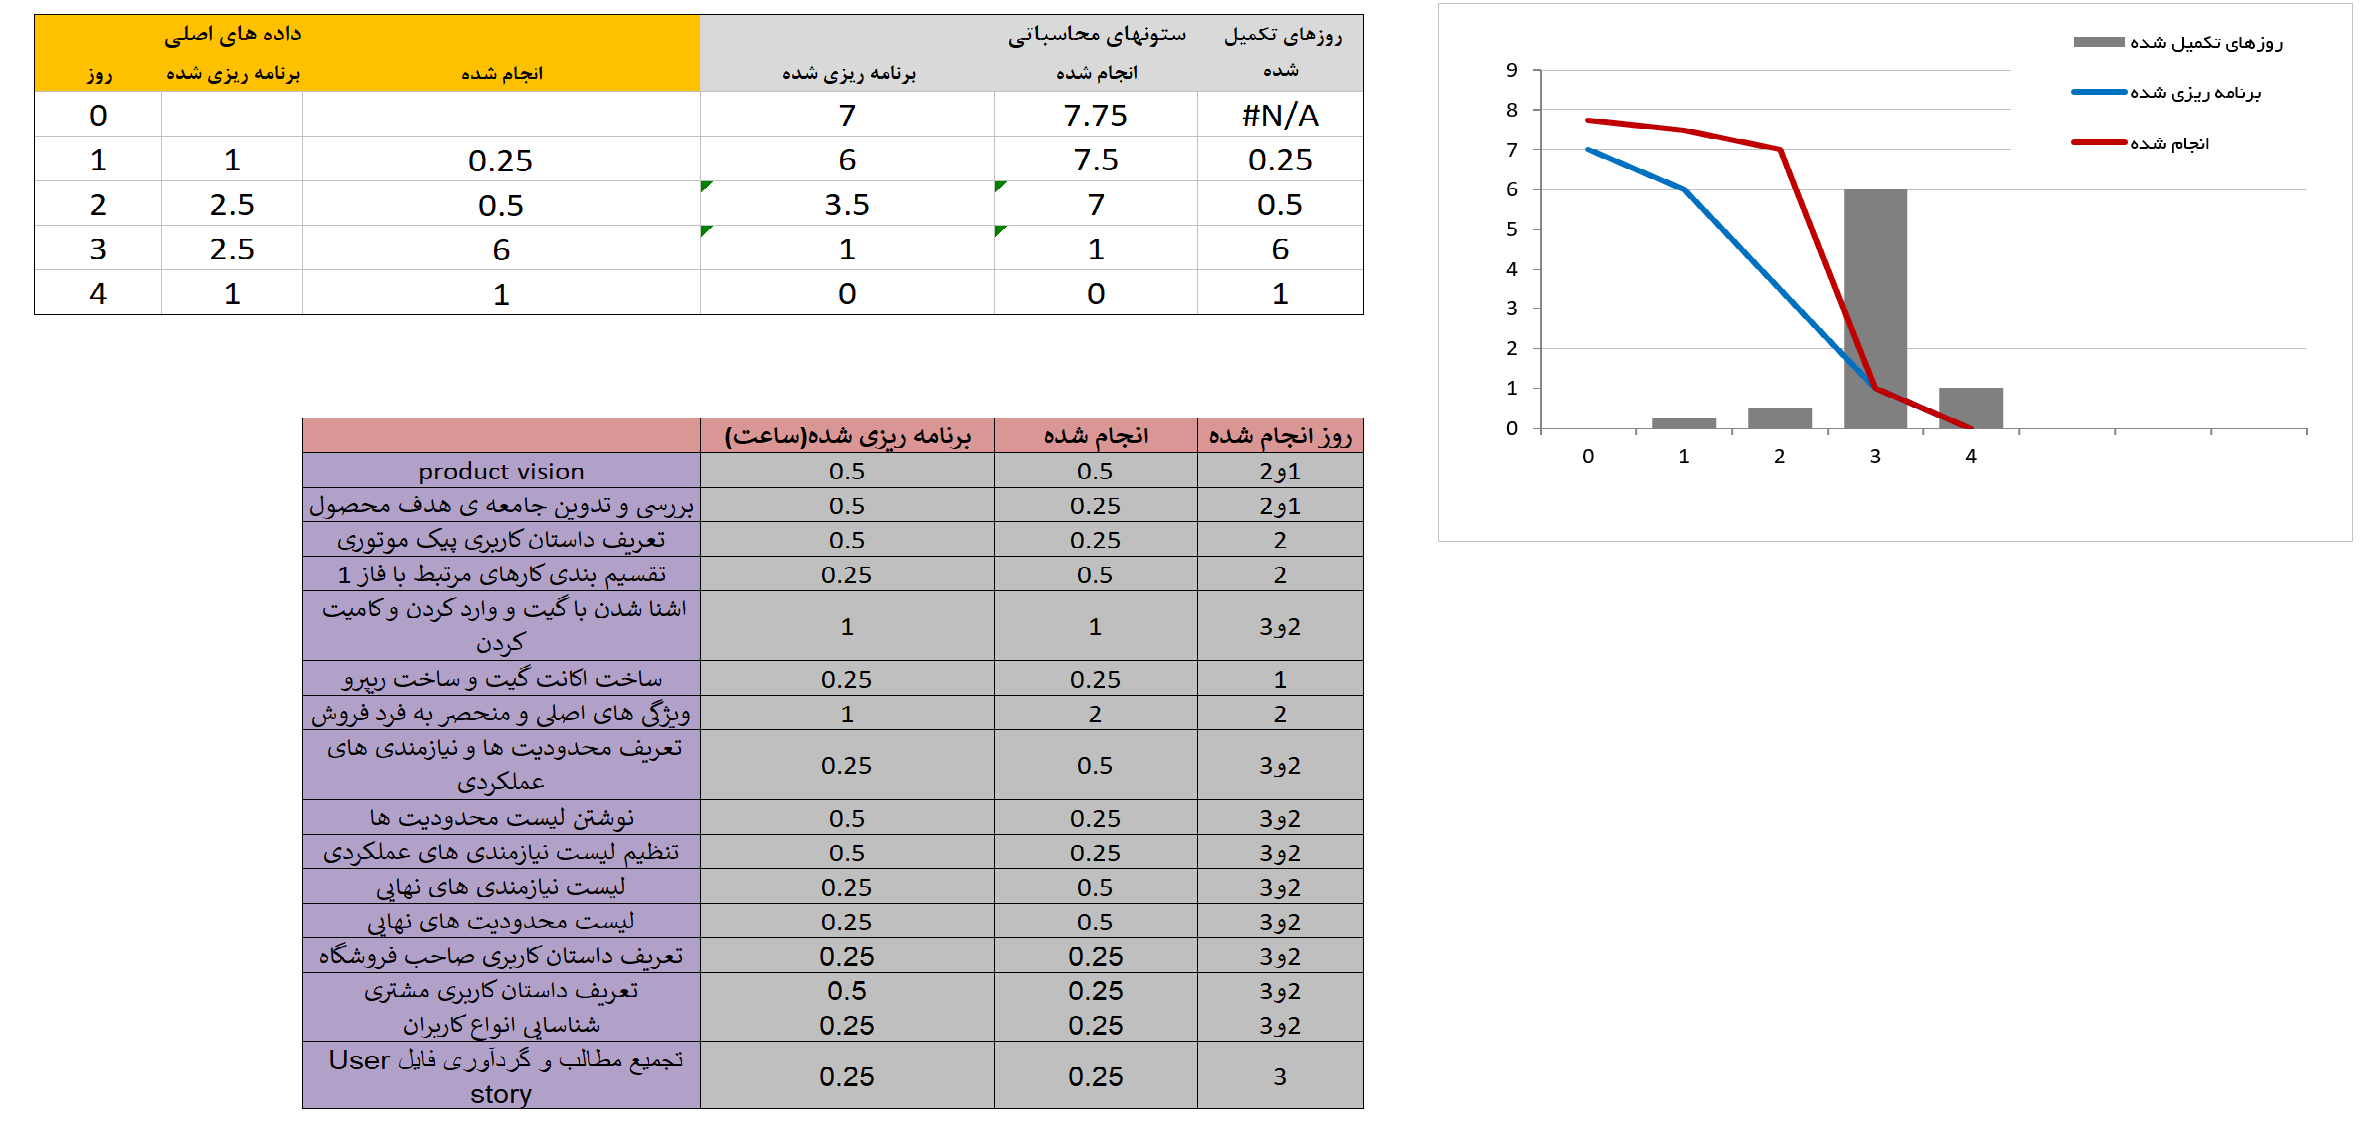 داده های اصلی ستونهای محاسباتی روزهای تکمیل شده
روز برنامه ریزی شده انجام شده برنامه ریزی شده انجام شده
0 7 7.75 #N/A
1 1 0.25 6 7.5 0.25
2 2.5 0.5 3.5 7 0.5
3 2.5 6 1 1 6
4 1 1 0 0 1
برنامه ریزی شده(ساعت) انجام شده روز انجام شده
product vision 0.5 0.5 1و2
بررسی و تدوین جامعه ی هدف محصول 0.5 0.25 1و2
تعریف داستان کاربری پیک موتوری 0.5 0.25 2
تقسیم بندی کارهای مرتبط با فاز 1 0.25 0.5 2
اشنا شدن با گیت و وارد کردن و کامیت
کردن 1 1 2و3
ساخت اکانت گیت و ساخت ریپرو 0.25 0.25 1
ویژگی های اصلی و منحصر به فرد فروش 1 2 2
تعریف محدودیت ها و نیازمندی های
عملکردی 0.25 0.5 2و3
نوشتن لیست محدودیت ها 0.5 0.25 2و3
تنظیم لیست نیازمندی های عملکردی 0.5 0.25 2و3
لیست نیازمندی های نهایی 0.25 0.5 2و3
لیست محدودیت های نهایی 0.25 0.5 2و3
تعریف داستان کاربری صاحب فروشگاه 0.25 0.25 2و3
تعریف داستان کاربری مشتری 0.5 0.25 2و3
شناسایی انواع کاربران 0.25 0.25 2و3
تجمیع مطالب و گردآوری فایل User
story 0.25 0.25 3
روزهای تکمیل شده
برنامه ریزی شده
انجام شده
9
8
7
6
5
4
3
2
1
0
0 1 2 3 4